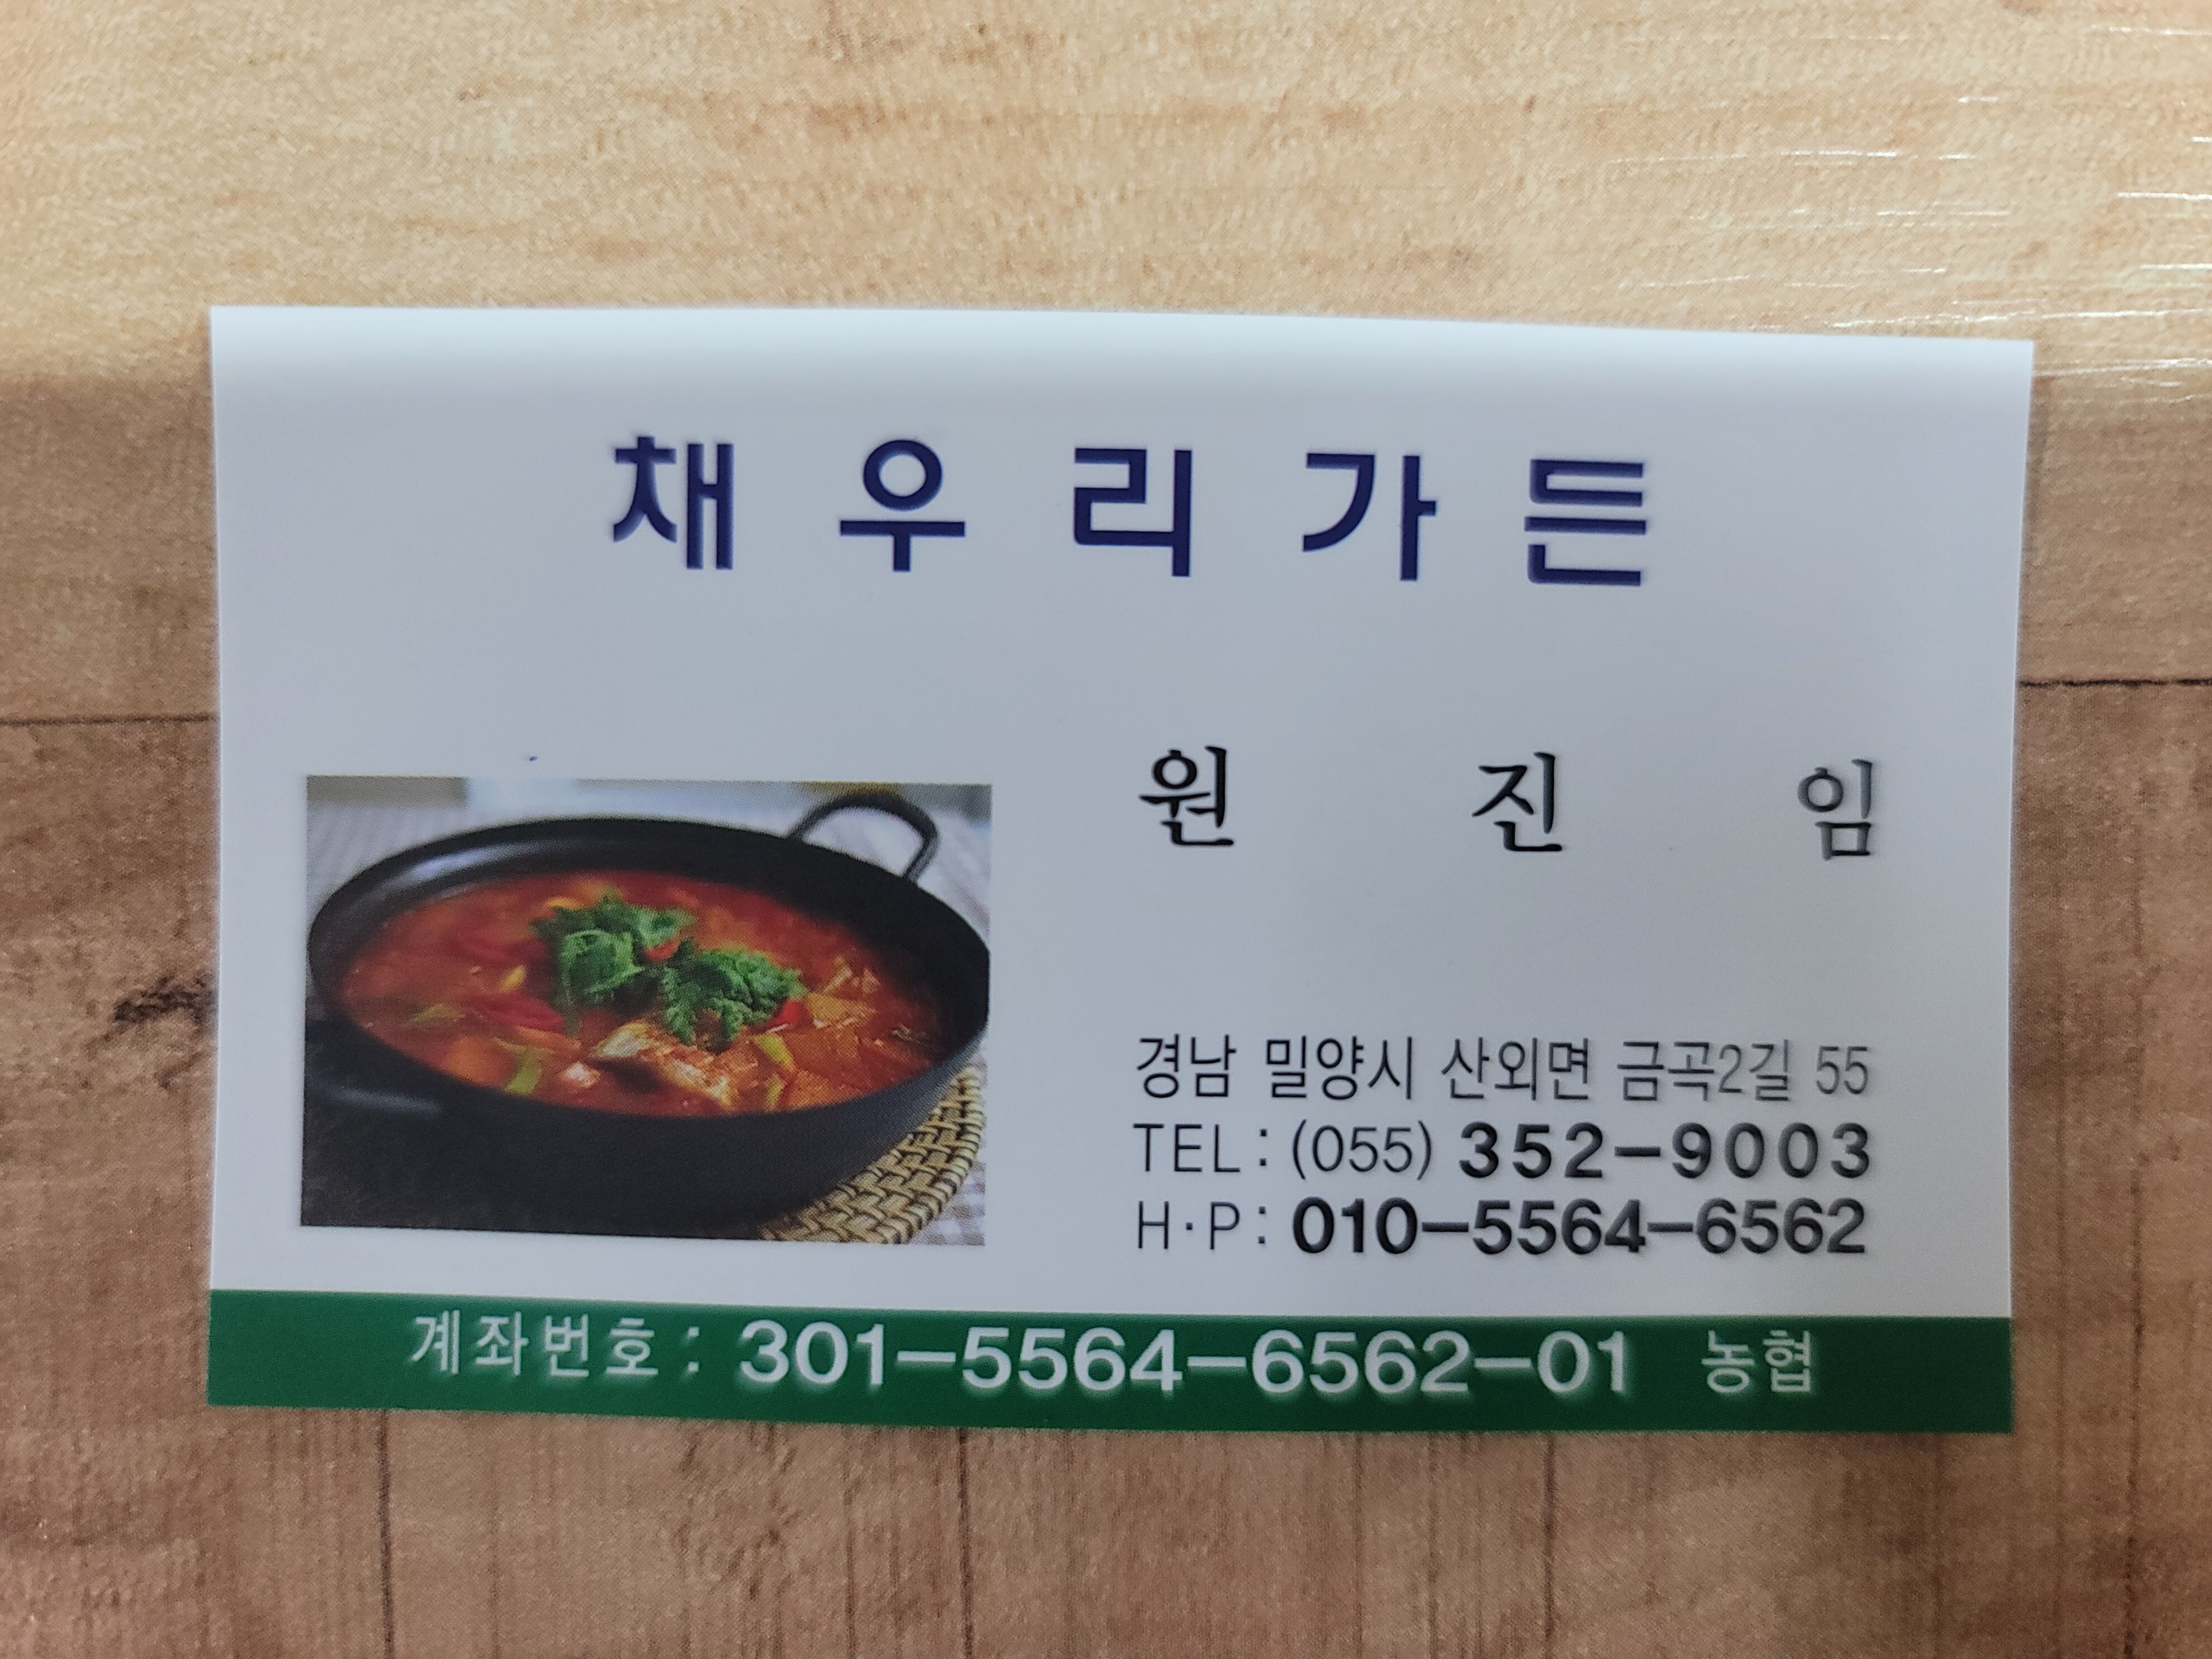 채우리가든
원 진 임
경남 밀양시 산외면 금곡2길 55
TEL : (055) 352-9003
H·P : 010-5564-6562
계좌번호 : 301-5564-6562-01 농협